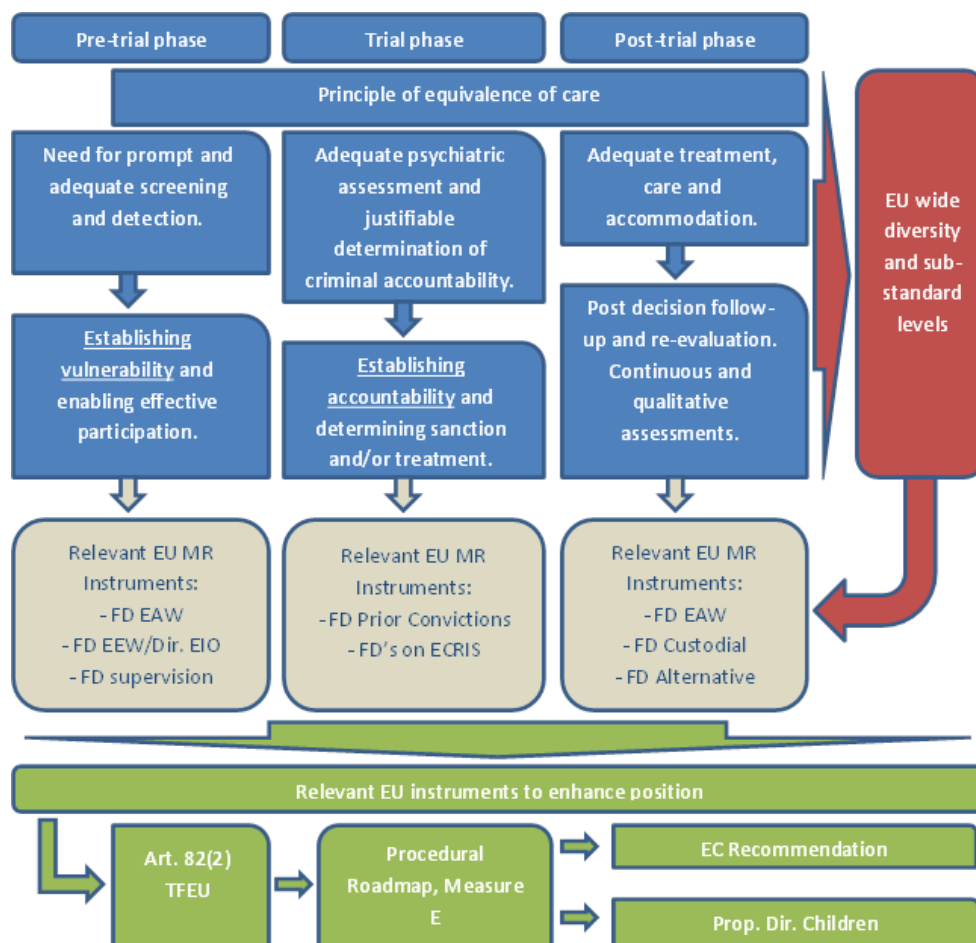 Pre-trial phase
Trial phase
Post-trial phase
Principle of equivalence of care
Need for prompt and
adequate screening
and detection.
Adequate psychiatric
assessment and
justifiable
determination of
criminal accountability.
Adequate treatment,
care and
accommodation.
EU wide
diversity
and sub-
standard
levels
Establishing
vulnerability and
enabling effective
participation.
Establishing
accountability and
determining sanction
and/or treatment.
Post decision follow-
up and re-evaluation.
Continuous and
qualitative
assessments.
Relevant EU MR
Instruments:
-FD EAW
-FD EEW/Dir. EIO
-FD supervision
Relevant EU MR
Instruments:
-FD Prior Convictions
-FD's on ECRIS
Relevant EU MR
Instruments:
-FD EAW
-FD Custodial
-FD Alternative
Relevant EU instruments to enhance position
Art. 82(2)
TFEU
Procedural
Roadmap, Measure
E
EC Recommendation
Prop. Dir. Children